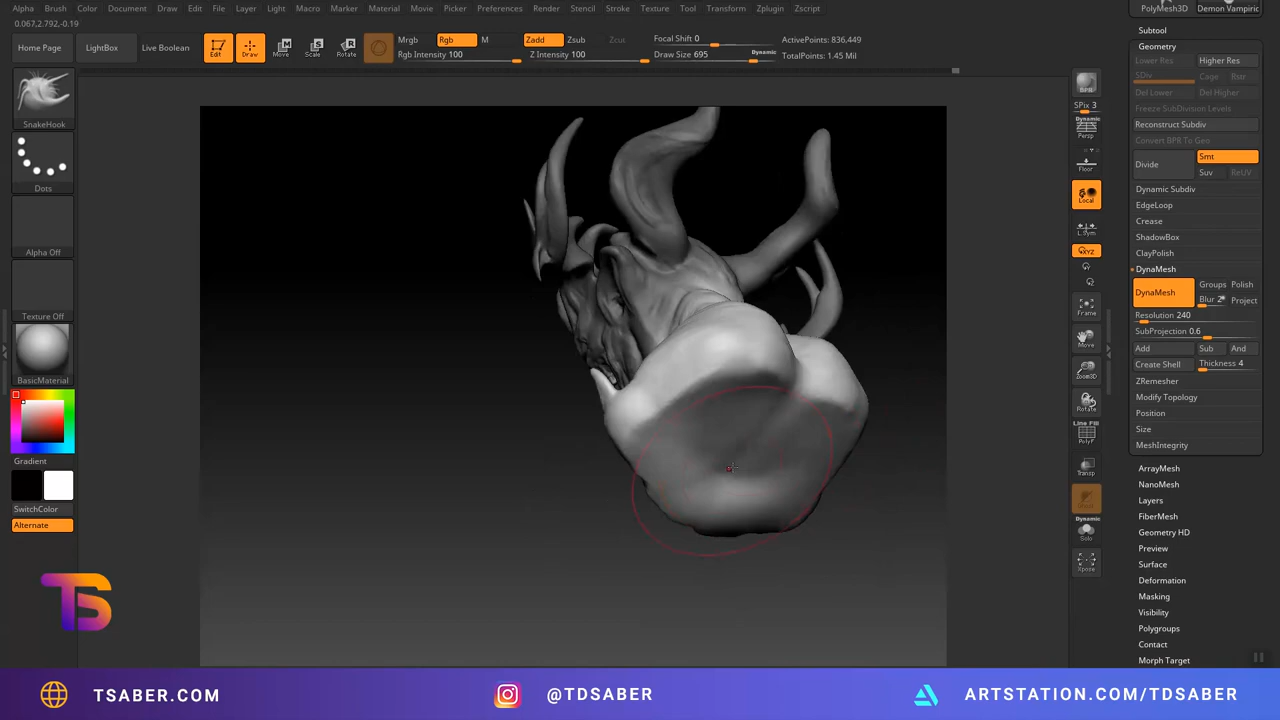 Alpha Brush Color Document Draw Edit File Layer Light Macro Marker Material Movie Picker Preferences Render Stencil Stroke Texture Tool Transform Zplugin Zscript
PolyMesh3D Demon Vampiric
0.067,2.792,-0.19
Home Page LightBox Live Boolean
Edit Draw Move Scale Rotate
Mrgb Rgb M
Rgb Intensity 100
Zadd Zsub Zcut
Z Intensity 100
Focal Shift 0
Draw Size 695 Dynamic
ActivePoints: 836,449
TotalPoints: 1.45 Mil
SnakeHook
Dots
Alpha Off
Texture Off
BasicMaterial
Gradient
SwitchColor
Alternate
BPR
SPix 3
Dynamic
Persp
Floor
Local
L.Sym
XYZ
Frame
Move
Zoom3D
Rotate
Line Fill
PolyF
Transp
Dynamic
Solo
Xpose
Subtool
Geometry
Lower Res Higher Res
SDiv Cage Rstr
Del Lower Del Higher
Freeze SubDivision Levels
Reconstruct Subdiv
Convert BPR To Geo
Divide Smt
Suv ReUV
Dynamic Subdiv
EdgeLoop
Crease
ShadowBox
ClayPolish
DynaMesh
DynaMesh Groups Polish
Blur 2 Project
Resolution 240
SubProjection 0.6
Add Sub And
Create Shell Thickness 4
ZRemesher
Modify Topology
Position
Size
MeshIntegrity
ArrayMesh
NanoMesh
Layers
FiberMesh
Geometry HD
Preview
Surface
Deformation
Masking
Visibility
Polygroups
Contact
Morph Target
TS
TSABER.COM @TDSABER ARTSTATION.COM/TDSABER